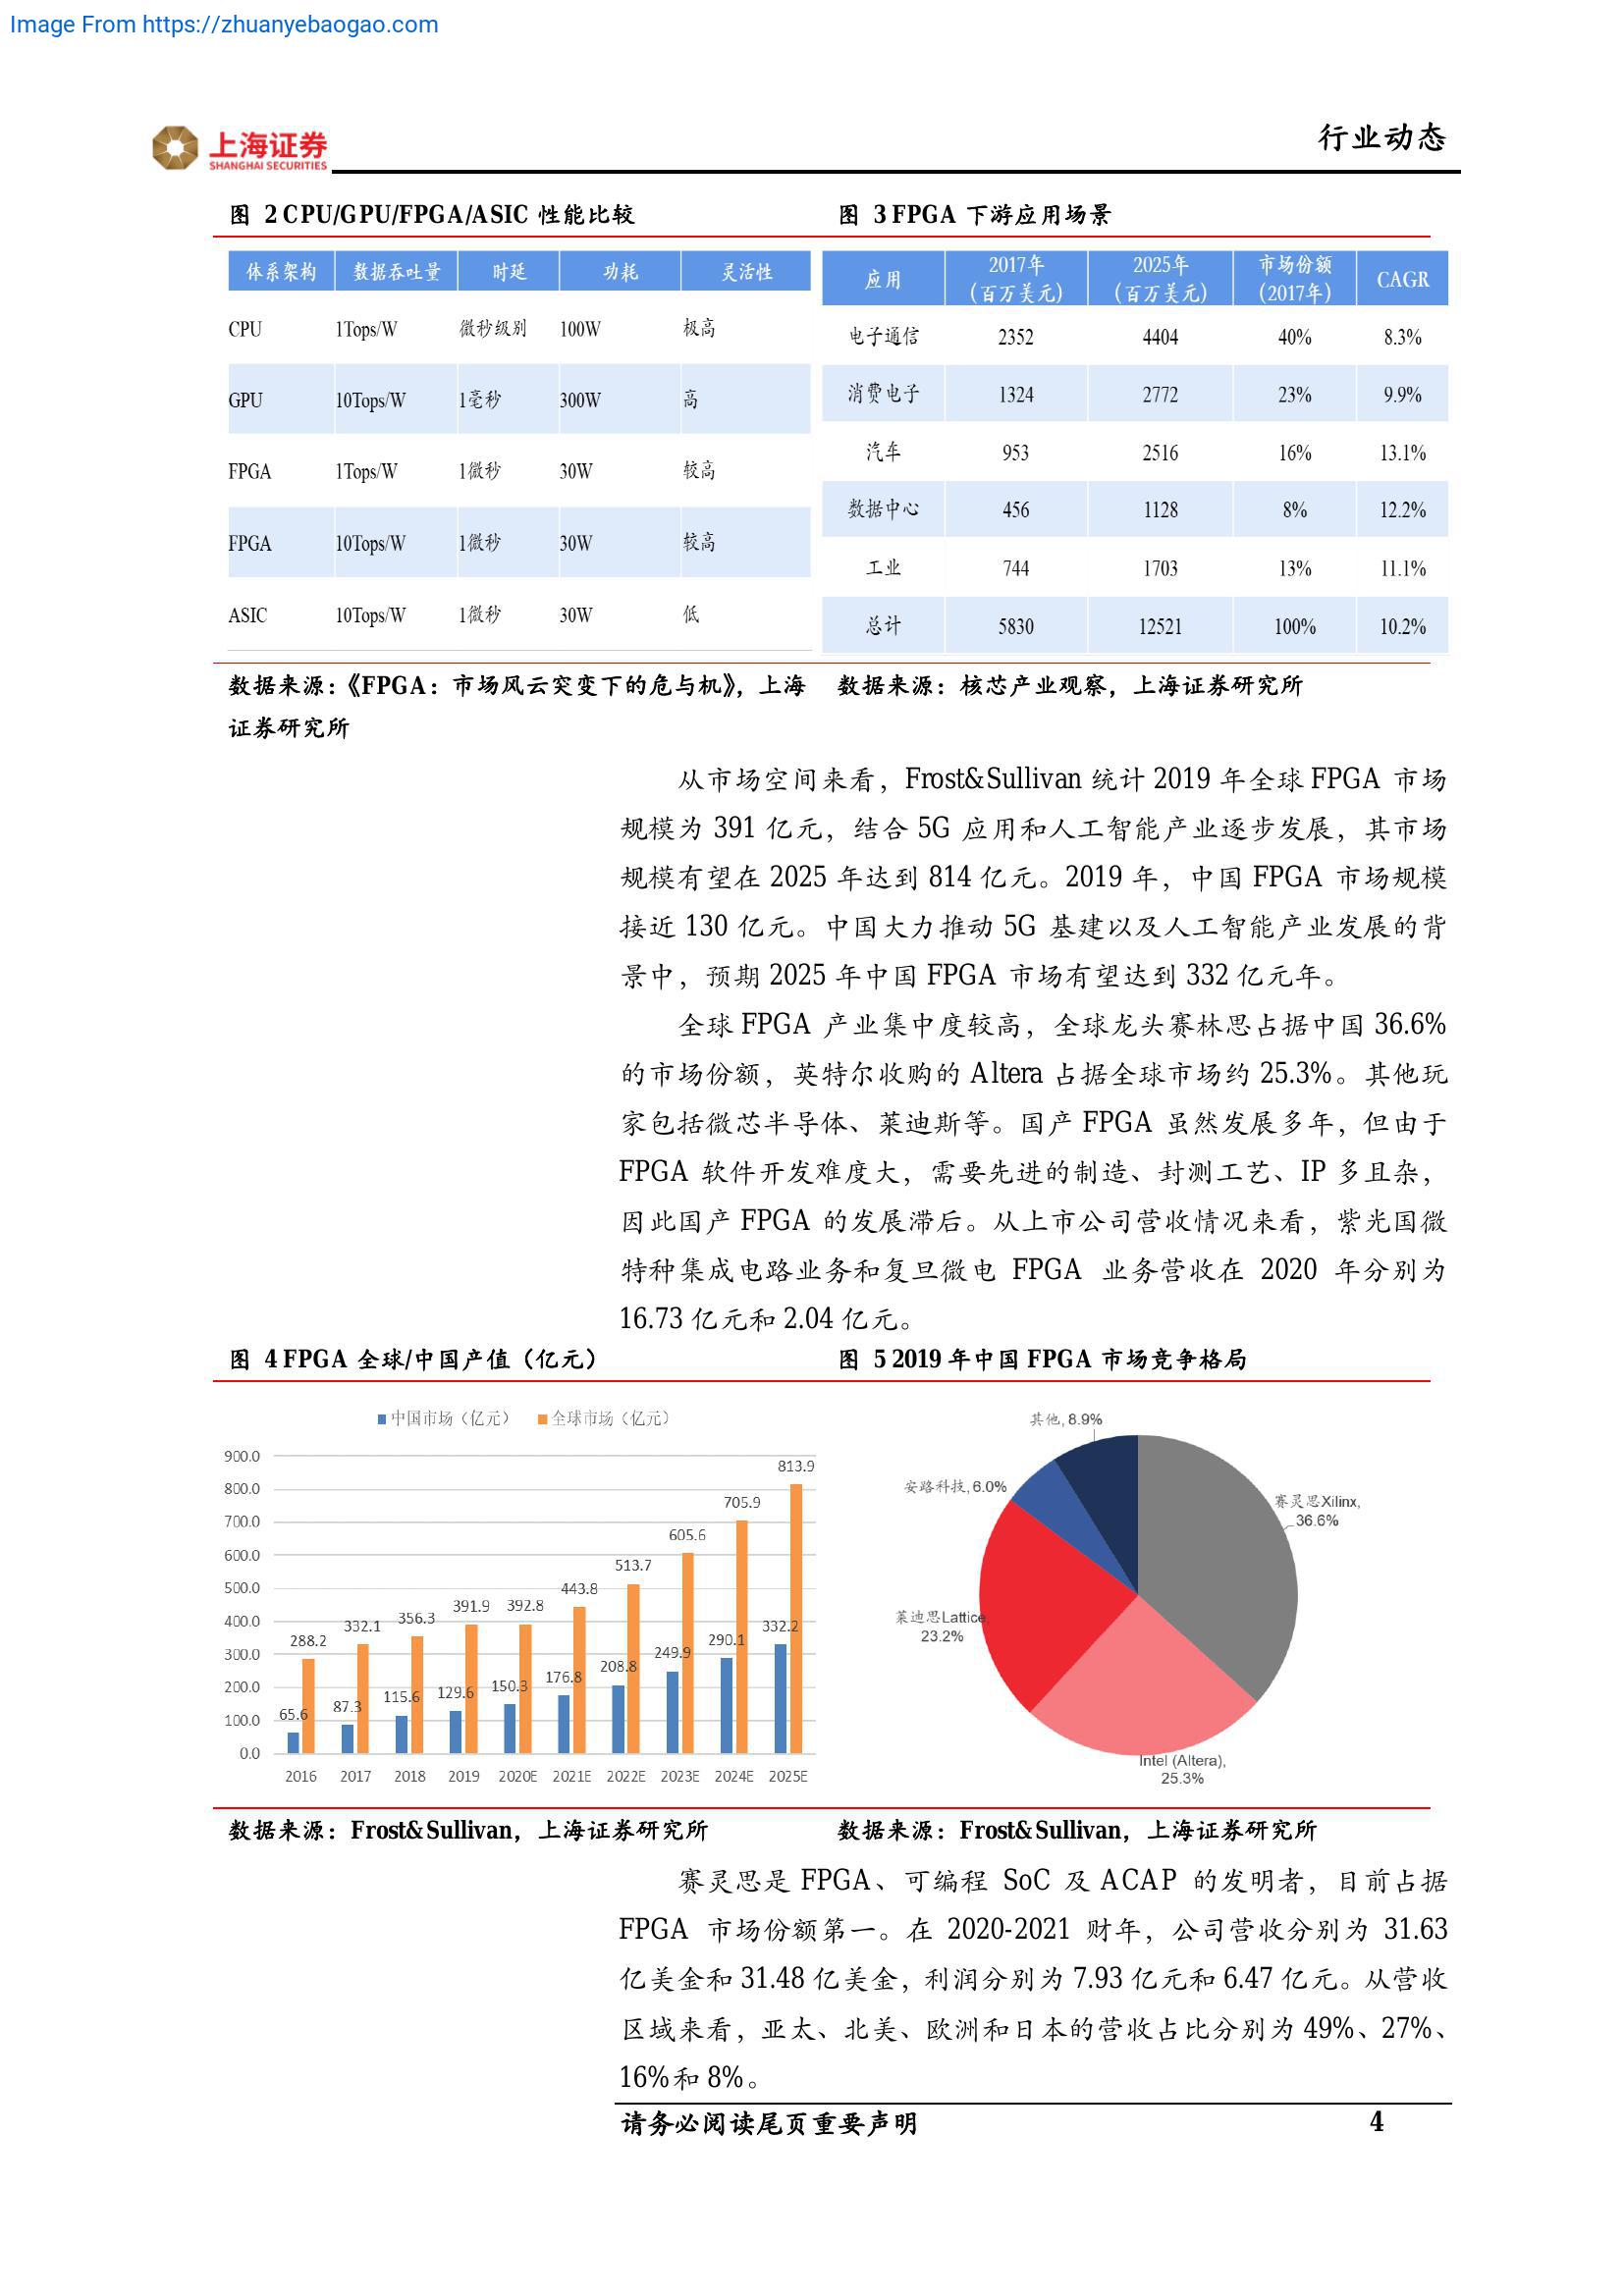 Image From https://zhuanyebaogao.com
上海证券
SHANGHAI SECURITIES
行业动态
图 2 CPU/GPU/FPGA/ASIC 性能比较
体系架构 数据吞吐量 时延 功耗 灵活性
CPU 1Tops/W 微秒级别 100W 极高
GPU 10Tops/W 1毫秒 300W 高
FPGA 1Tops/W 1微秒 30W 较高
FPGA 10Tops/W 1微秒 30W 较高
ASIC 10Tops/W 1微秒 30W 低
数据来源：《FPGA：市场风云突变下的危与机》，上海
证券研究所
图 3 FPGA 下游应用场景
应用 2017年（百万美元） 2025年（百万美元） 市场份额（2017年） CAGR
电子通信 2352 4404 40% 8.3%
消费电子 1324 2772 23% 9.9%
汽车 953 2516 16% 13.1%
数据中心 456 1128 8% 12.2%
工业 744 1703 13% 11.1%
总计 5830 12521 100% 10.2%
数据来源：核芯产业观察，上海证券研究所
从市场空间来看，Frost&Sullivan 统计 2019 年全球 FPGA 市场
规模为 391 亿元，结合 5G 应用和人工智能产业逐步发展，其市场
规模有望在 2025 年达到 814 亿元。2019 年，中国 FPGA 市场规模
接近 130 亿元。中国大力推动 5G 基建以及人工智能产业发展的背
景中，预期 2025 年中国 FPGA 市场有望达到 332 亿元年。
全球 FPGA 产业集中度较高，全球龙头赛林思占据中国 36.6%
的市场份额，英特尔收购的 Altera 占据全球市场约 25.3%。其他玩
家包括微芯半导体、莱迪斯等。国产 FPGA 虽然发展多年，但由于
FPGA 软件开发难度大，需要先进的制造、封测工艺、IP 多且杂，
因此国产 FPGA 的发展滞后。从上市公司营收情况来看，紫光国微
特种集成电路业务和复旦微电 FPGA 业务营收在 2020 年分别为
16.73 亿元和 2.04 亿元。
图 4 FPGA 全球/中国产值（亿元）
中国市场（亿元） 全球市场（亿元）
900.0
800.0
700.0
600.0
500.0
400.0
300.0
200.0
100.0
0.0
288.2 332.1 356.3 391.9 392.8 443.8 513.7 605.6 705.9 813.9
65.6 87.3 115.6 129.6 150.3 176.8 208.8 249.9 290.1 332.2
2016 2017 2018 2019 2020E 2021E 2022E 2023E 2024E 2025E
数据来源：Frost&Sullivan，上海证券研究所
图 5 2019 年中国 FPGA 市场竞争格局
其他, 8.9%
安路科技, 6.0%
赛灵思Xilinx,
36.6%
莱迪思Lattice,
23.2%
Intel (Altera),
25.3%
数据来源：Frost&Sullivan，上海证券研究所
赛灵思是 FPGA、可编程 SoC 及 ACAP 的发明者，目前占据
FPGA 市场份额第一。在 2020-2021 财年，公司营收分别为 31.63
亿美金和 31.48 亿美金，利润分别为 7.93 亿元和 6.47 亿元。从营收
区域来看，亚太、北美、欧洲和日本的营收占比分别为 49%、27%、
16%和 8%。
请务必阅读尾页重要声明 4